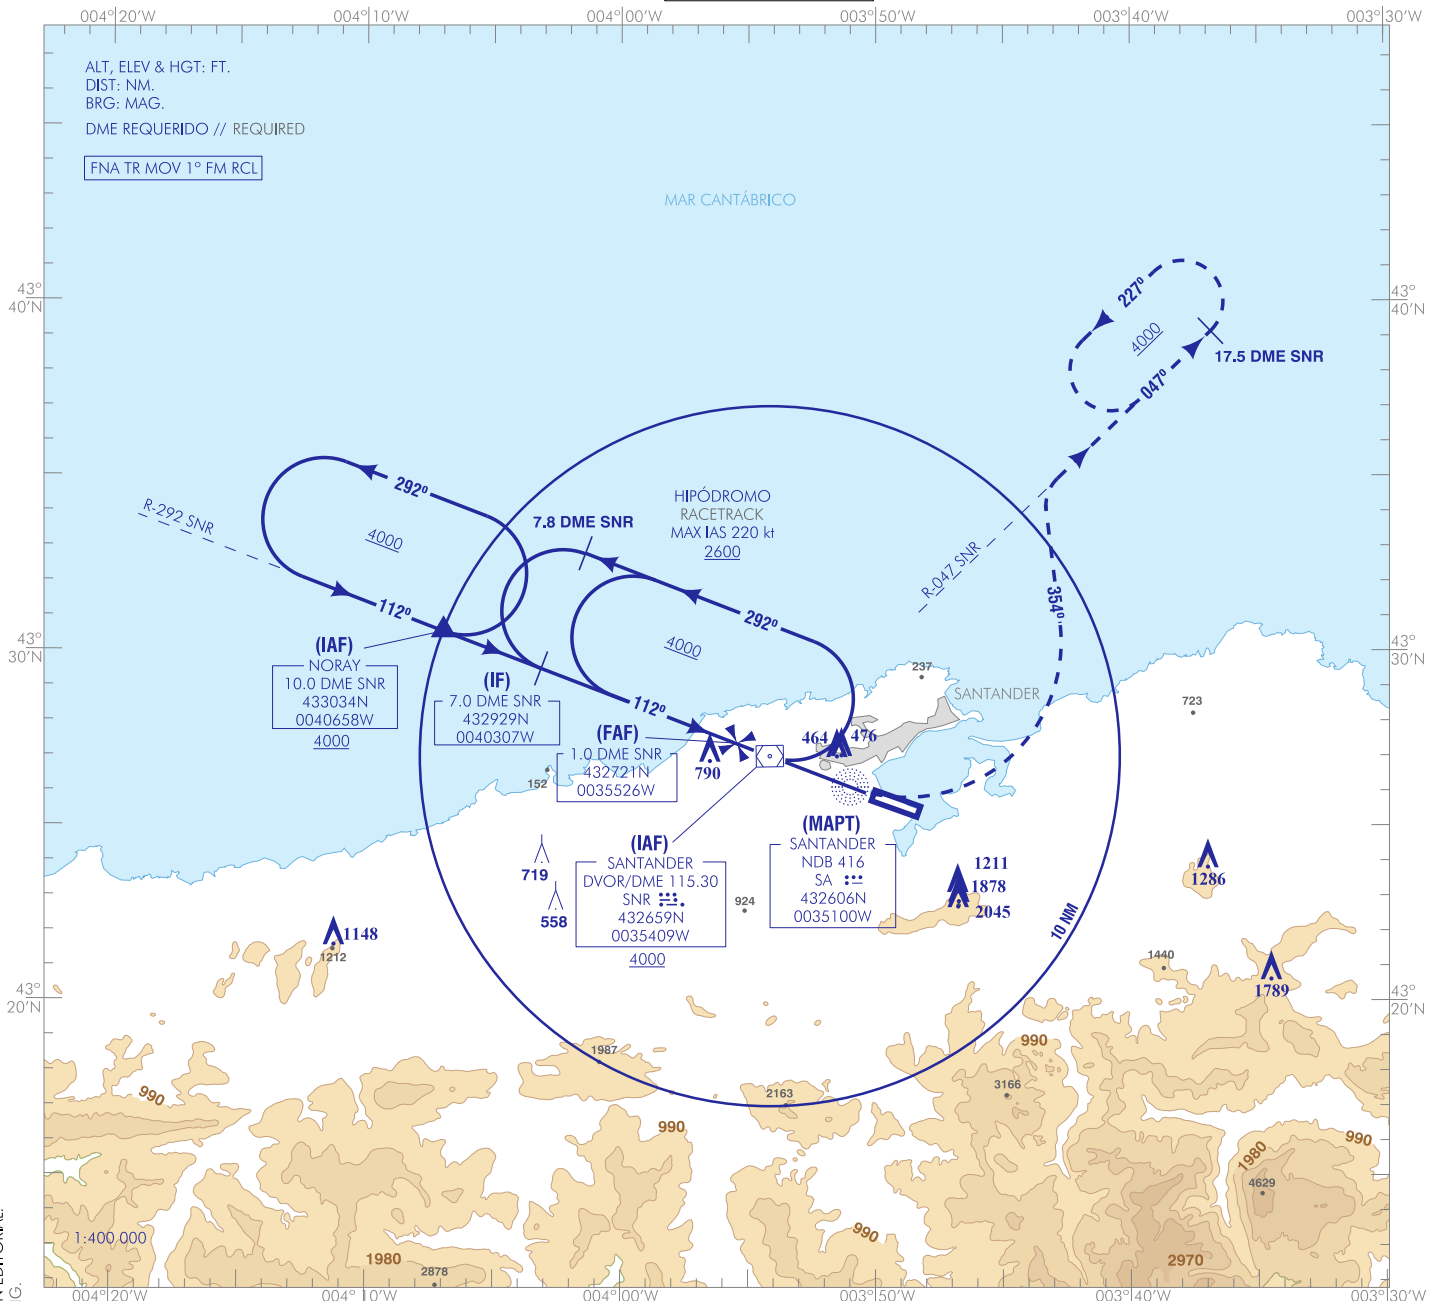 004°20'W
004°10'W
004°00'W
003°50'W
003°40'W
003°30'W
ALT, ELEV & HGT: FT.
DIST: NM.
BRG: MAG.
DME REQUERIDO // REQUIRED
FNA TR MOV 1° FM RCL
MAR CANTÁBRICO
43°
40'N
43°
40'N
227°
4000
047°
17.5 DME SNR
R-292 SNR
292°
4000
112°
7.8 DME SNR
HIPÓDROMO
RACETRACK
MAX IAS 220 kt
2600
R-047 SNR
354°
292°
4000
112°
43°
30'N
43°
30'N
(IAF)
NORAY
10.0 DME SNR
433034N
0040658W
4000
(IF)
7.0 DME SNR
432929N
0040307W
(FAF)
1.0 DME SNR
432721N
0035526W
237
SANTANDER
723
464
476
790
152
(IAF)
SANTANDER
DVOR/DME 115.30
SNR
432659N
0035409W
4000
(MAPT)
SANTANDER
NDB 416
SA
432606N
0035100W
719
558
924
1211
1878
2045
1286
10 NM
1148
1212
1440
1789
43°
20'N
43°
20'N
990
1987
2163
990
3166
990
990
1980
990
4629
990
1:400 000
1980
2878
2970
004°20'W
004°10'W
004°00'W
003°50'W
003°40'W
003°30'W